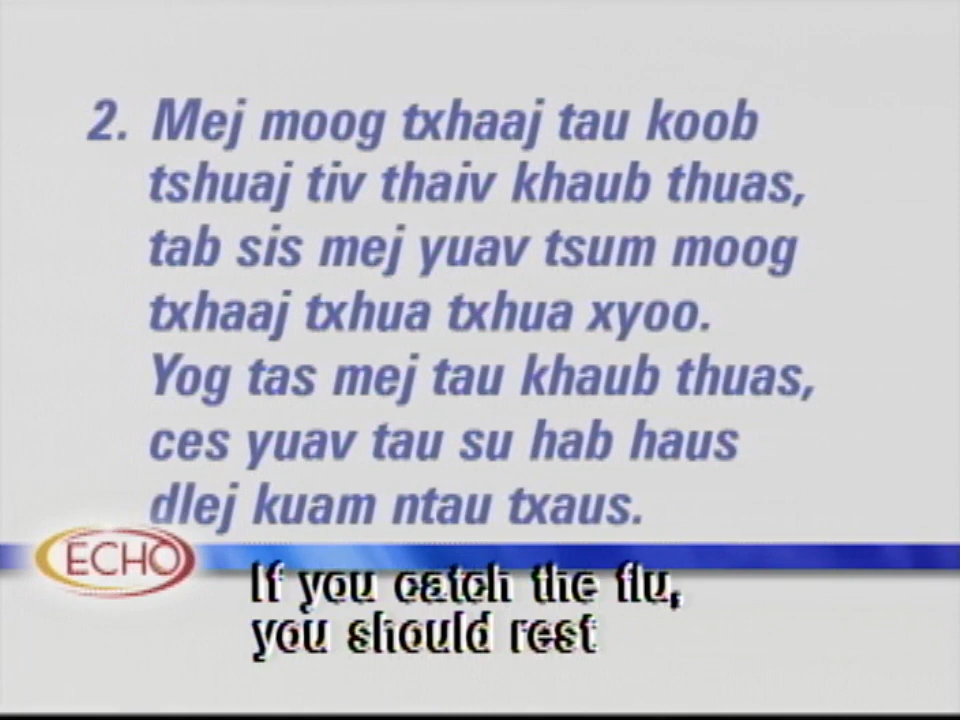 2. Mej moog txhaaj tau koob
tshuaj tiv thaiv khaub thuas,
tab sis mej yuav tsum moog
txhaaj txhua txhua xyoo.
Yog tas mej tau khaub thuas,
ces yuav tau su hab haus
dlej kuam ntau txaus.
ECHO
If you catch the flu,
you should rest